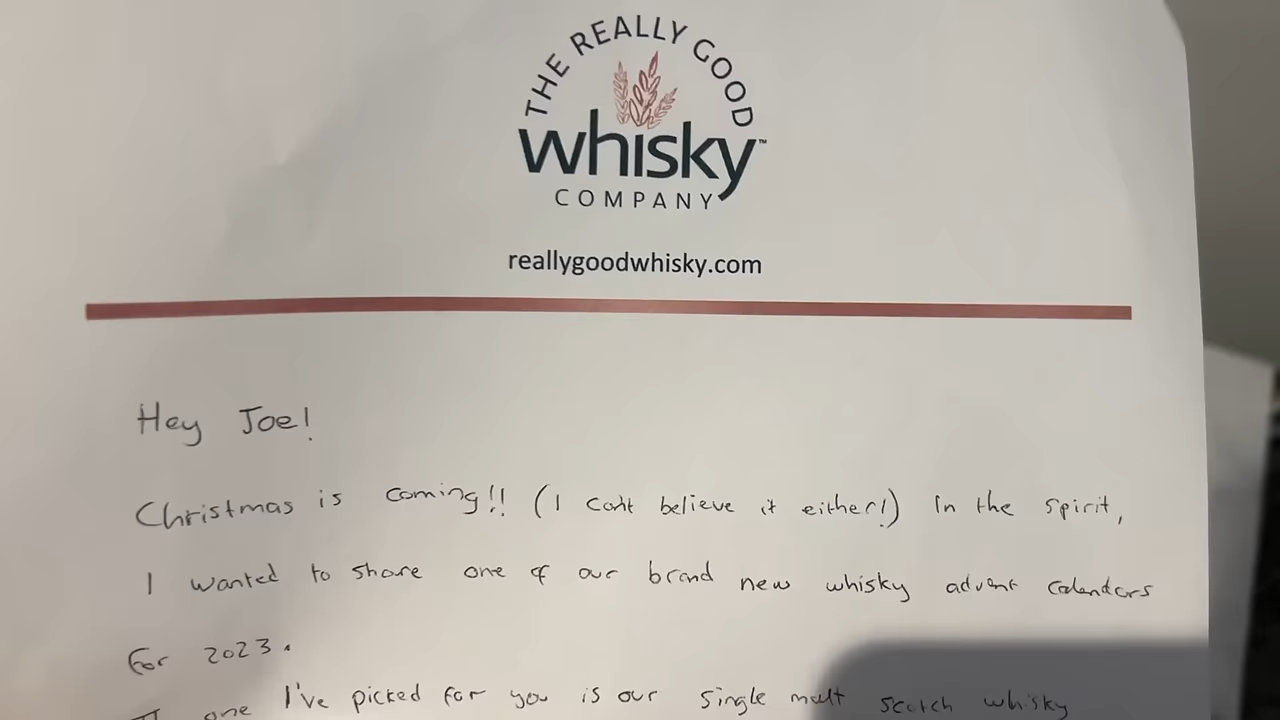 THE REALLY GOOD
whisky™
COMPANY
reallygoodwhisky.com
Hey Joe!
Christmas is coming!! (I can't believe it either!) In the spirit,
I wanted to share one of our brand new whisky advent calendars
for 2023.
one I've picked for you is our single malt scotch whisky